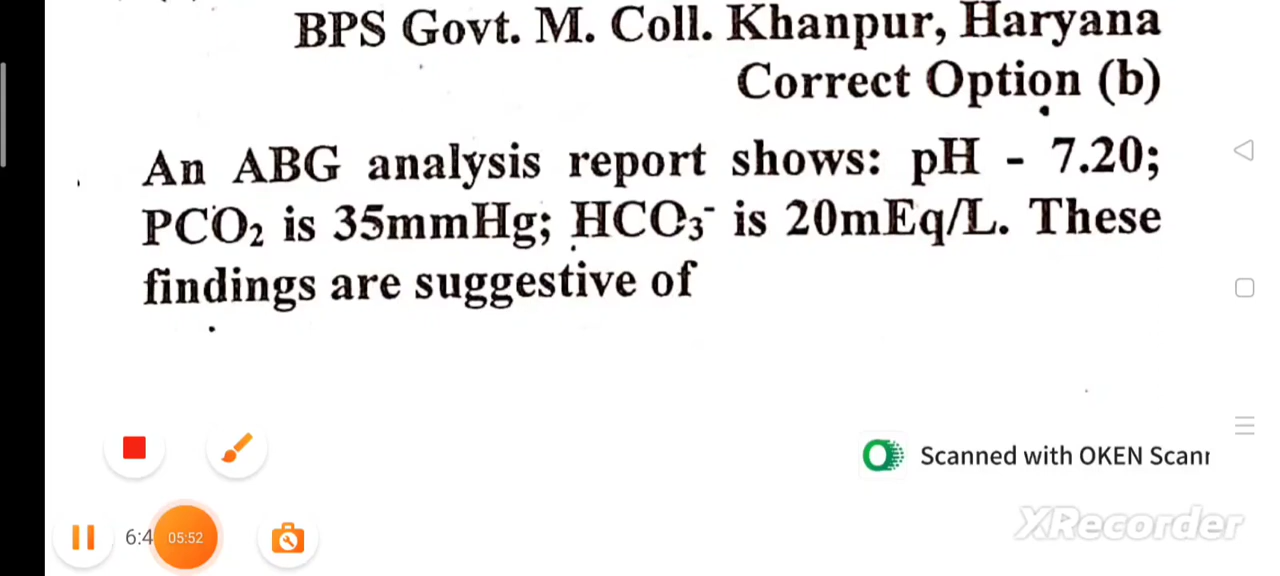 BPS Govt. M. Coll. Khanpur, Haryana
Correct Option (b)
An ABG analysis report shows: pH - 7.20;
PCO₂ is 35mmHg; HCO₃⁻ is 20mEq/L. These
findings are suggestive of
Scanned with OKEN Scann
6:4 05:52
XRecorder